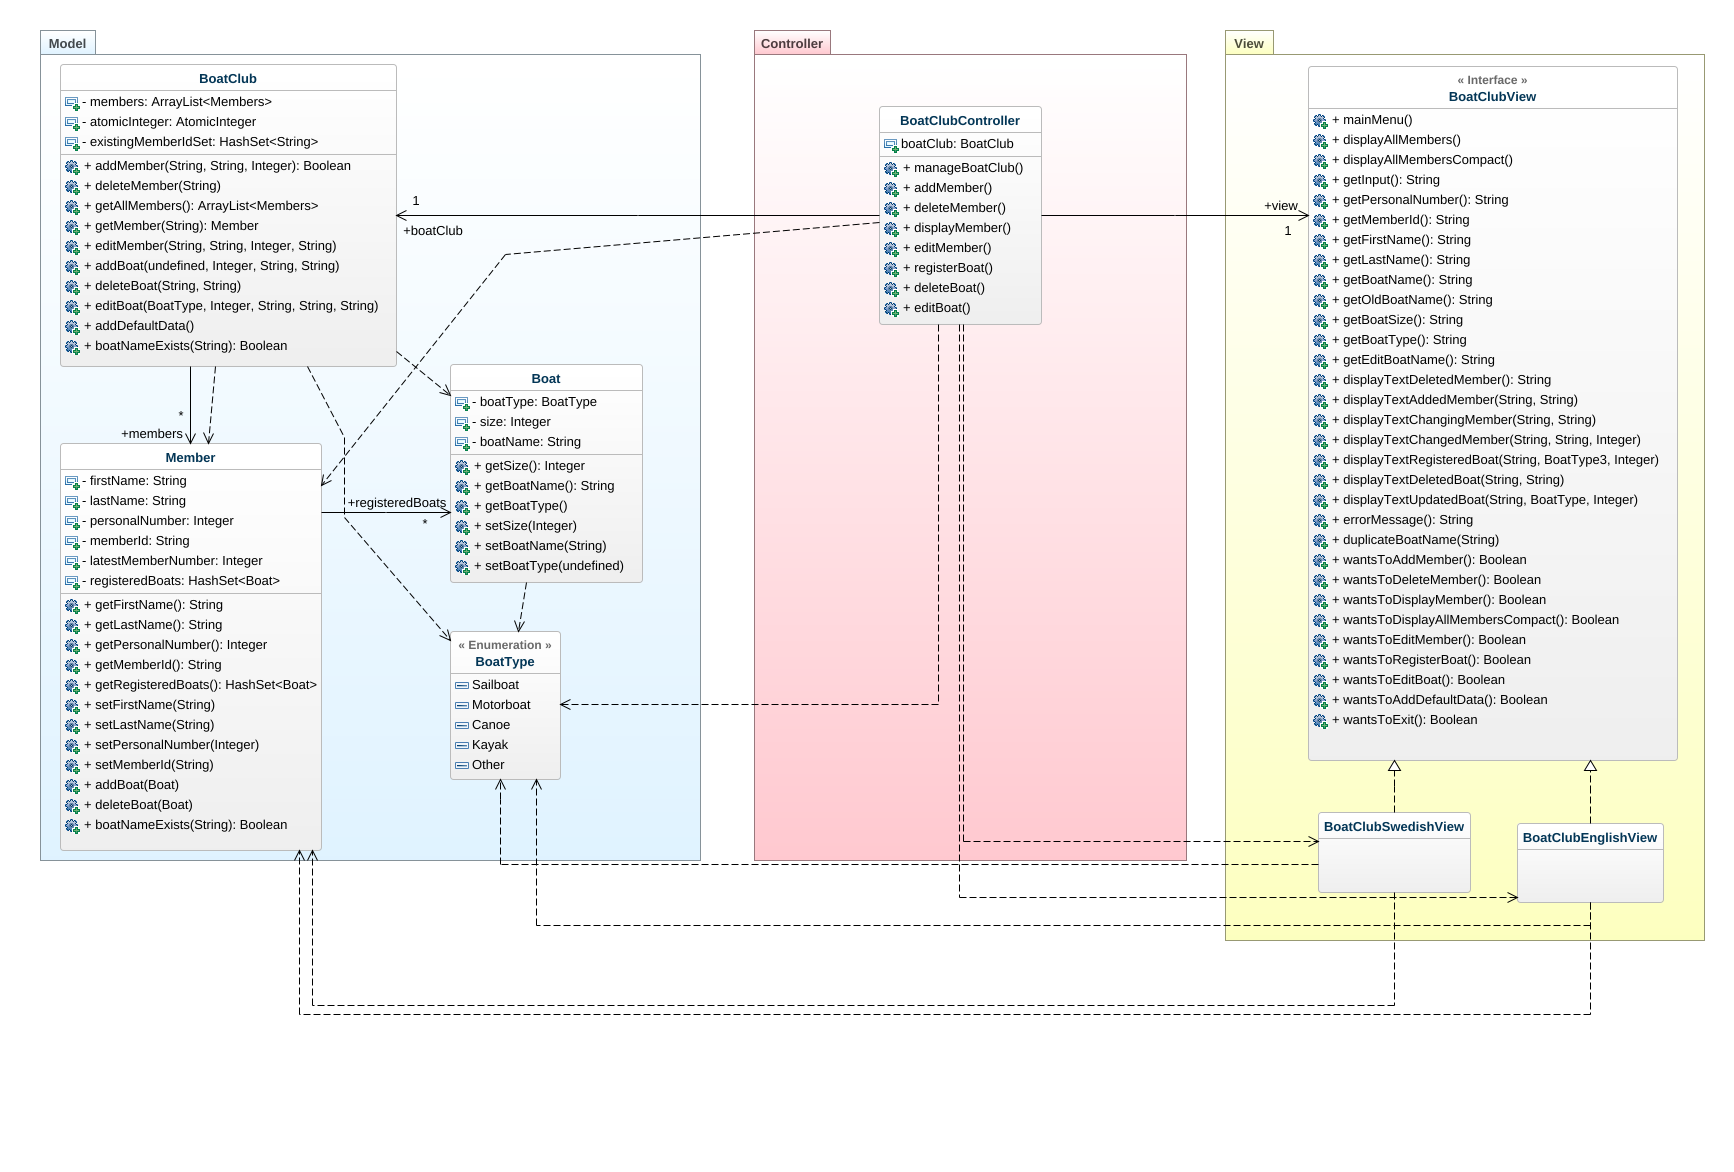 Model
BoatClub
- members: ArrayList<Members>
- atomicInteger: AtomicInteger
- existingMemberIdSet: HashSet<String>
+ addMember(String, String, Integer): Boolean
+ deleteMember(String)
+ getAllMembers(): ArrayList<Members>
+ getMember(String): Member
+ editMember(String, String, Integer, String)
+ addBoat(undefined, Integer, String, String)
+ deleteBoat(String, String)
+ editBoat(BoatType, Integer, String, String, String)
+ addDefaultData()
+ boatNameExists(String): Boolean
1
+boatClub
*
+members
Member
- firstName: String
- lastName: String
- personalNumber: Integer
- memberId: String
- latestMemberNumber: Integer
- registeredBoats: HashSet<Boat>
+ getFirstName(): String
+ getLastName(): String
+ getPersonalNumber(): Integer
+ getMemberId(): String
+ getRegisteredBoats(): HashSet<Boat>
+ setFirstName(String)
+ setLastName(String)
+ setPersonalNumber(Integer)
+ setMemberId(String)
+ addBoat(Boat)
+ deleteBoat(Boat)
+ boatNameExists(String): Boolean
+registeredBoats
*
Boat
- boatType: BoatType
- size: Integer
- boatName: String
+ getSize(): Integer
+ getBoatName(): String
+ getBoatType()
+ setSize(Integer)
+ setBoatName(String)
+ setBoatType(undefined)
« Enumeration »
BoatType
Sailboat
Motorboat
Canoe
Kayak
Other
Controller
BoatClubController
boatClub: BoatClub
+ manageBoatClub()
+ addMember()
+ deleteMember()
+ displayMember()
+ editMember()
+ registerBoat()
+ deleteBoat()
+ editBoat()
+view
1
View
« Interface »
BoatClubView
+ mainMenu()
+ displayAllMembers()
+ displayAllMembersCompact()
+ getInput(): String
+ getPersonalNumber(): String
+ getMemberId(): String
+ getFirstName(): String
+ getLastName(): String
+ getBoatName(): String
+ getOldBoatName(): String
+ getBoatSize(): String
+ getBoatType(): String
+ getEditBoatName(): String
+ displayTextDeletedMember(): String
+ displayTextAddedMember(String, String)
+ displayTextChangingMember(String, String)
+ displayTextChangedMember(String, String, Integer)
+ displayTextRegisteredBoat(String, BoatType3, Integer)
+ displayTextDeletedBoat(String, String)
+ displayTextUpdatedBoat(String, BoatType, Integer)
+ errorMessage(): String
+ duplicateBoatName(String)
+ wantsToAddMember(): Boolean
+ wantsToDeleteMember(): Boolean
+ wantsToDisplayMember(): Boolean
+ wantsToDisplayAllMembersCompact(): Boolean
+ wantsToEditMember(): Boolean
+ wantsToRegisterBoat(): Boolean
+ wantsToEditBoat(): Boolean
+ wantsToAddDefaultData(): Boolean
+ wantsToExit(): Boolean
BoatClubSwedishView
BoatClubEnglishView